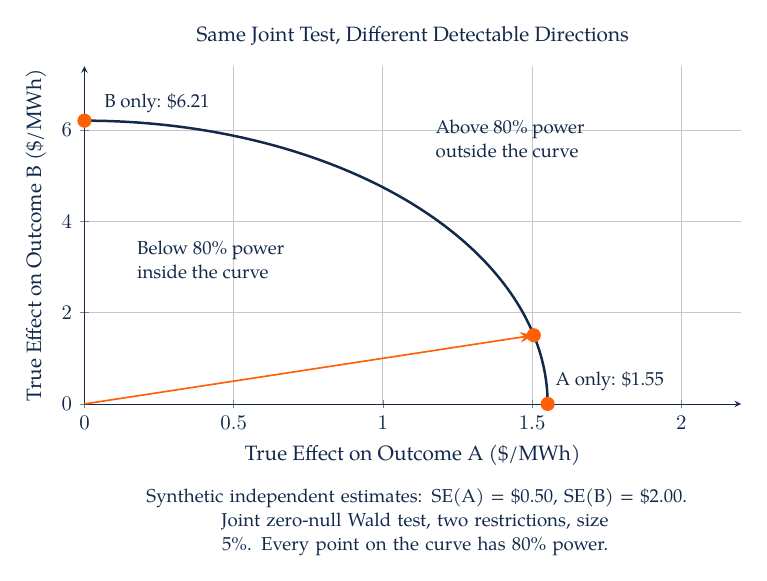 Same Joint Test, Different Detectable Directions
True Effect on Outcome B ($/MWh)
B only: $6.21
Above 80% power
outside the curve
Below 80% power
inside the curve
A only: $1.55
6
4
2
0
0
0.5
1
1.5
2
True Effect on Outcome A ($/MWh)
Synthetic independent estimates: SE(A) = $0.50, SE(B) = $2.00.
Joint zero-null Wald test, two restrictions, size
5%. Every point on the curve has 80% power.